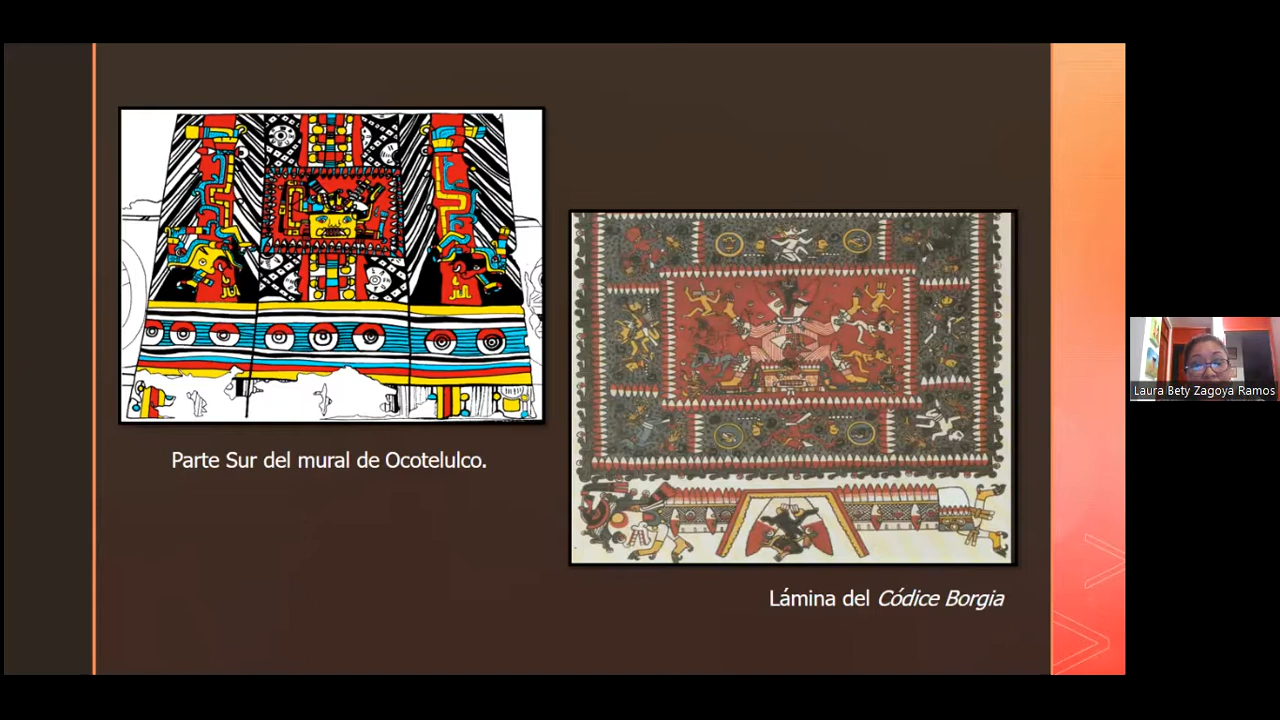 Parte Sur del mural de Ocotelulco.
Lámina del Códice Borgia
Laura Bety Zagoya Ramos